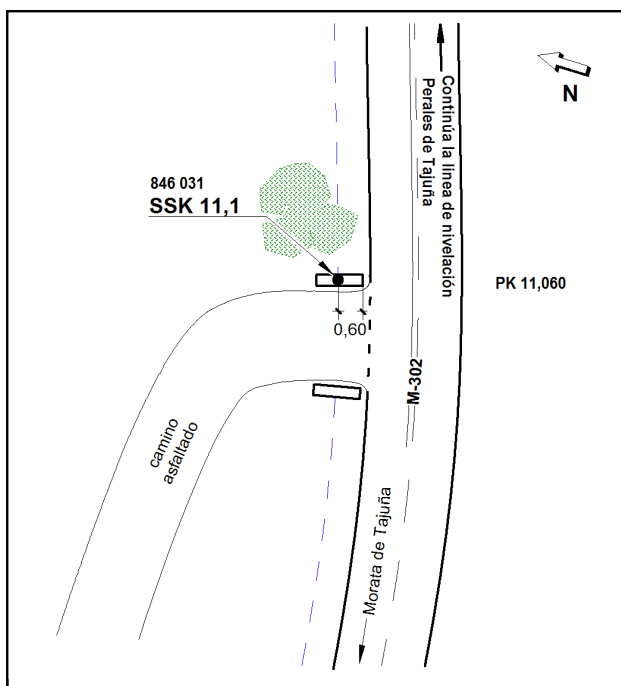 N
846 031
SSK 11,1
Continúa la linea de nivelación
Perales de Tajuña
PK 11,060
0,60
M-302
camino
asfaltado
Morata de Tajuña